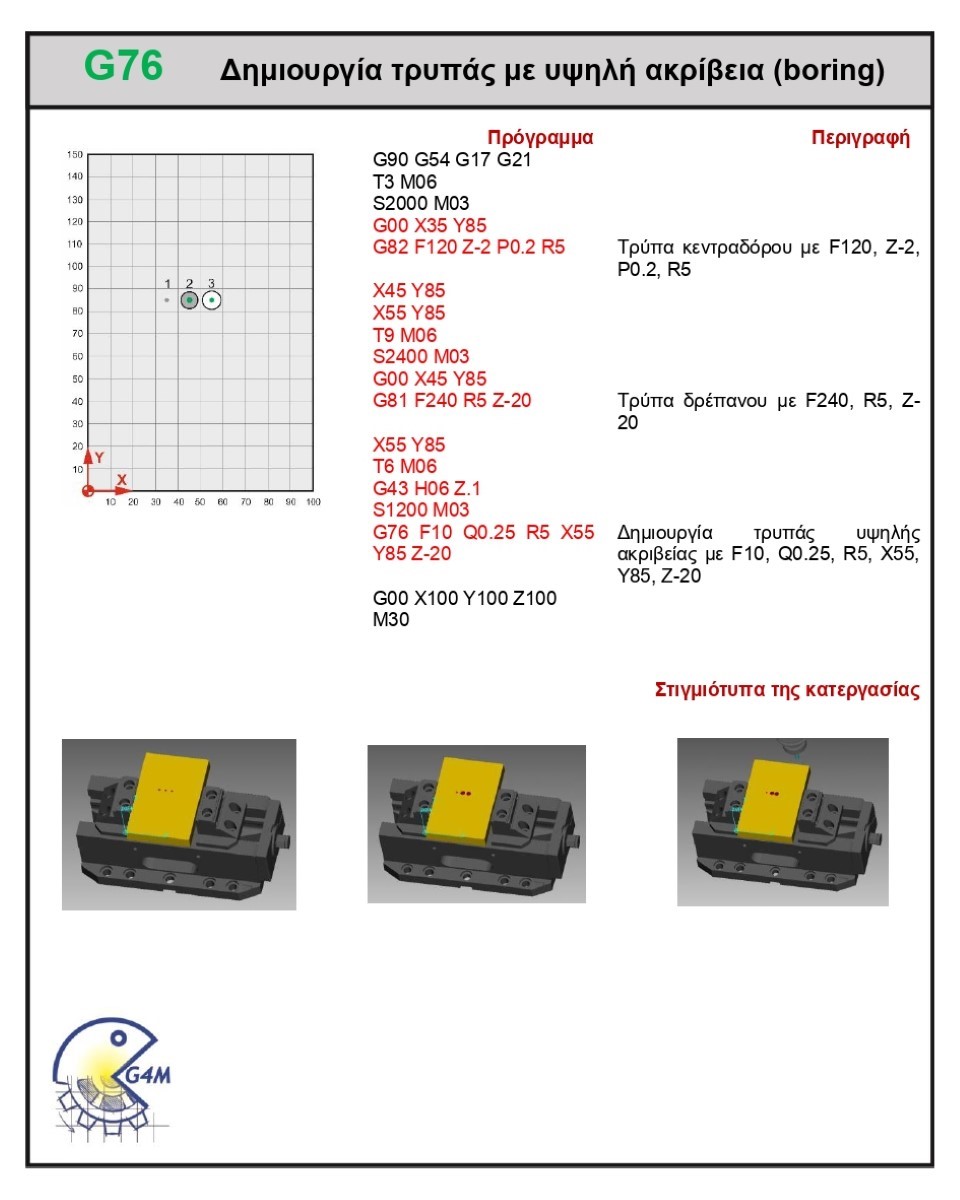 G76 Δημιουργία τρυπάς με υψηλή ακρίβεια (boring)
Πρόγραμμα Περιγραφή
G90 G54 G17 G21
T3 M06
S2000 M03
G00 X35 Y85
G82 F120 Z-2 P0.2 R5
Τρύπα κεντραδόρου με F120, Z-2,
P0.2, R5
X45 Y85
X55 Y85
T9 M06
S2400 M03
G00 X45 Y85
G81 F240 R5 Z-20
Τρύπα δρέπανου με F240, R5, Z-
20
X55 Y85
T6 M06
G43 H06 Z.1
S1200 M03
G76 F10 Q0.25 R5 X55
Y85 Z-20
Δημιουργία τρυπάς υψηλής
ακριβείας με F10, Q0.25, R5, X55,
Y85, Z-20
G00 X100 Y100 Z100
M30
150
140
130
120
110
100
90
80
70
60
50
40
30
20
10
1 2 3
Y
X
10 20 30 40 50 60 70 80 90 100
Στιγμιότυπα της κατεργασίας
G4M